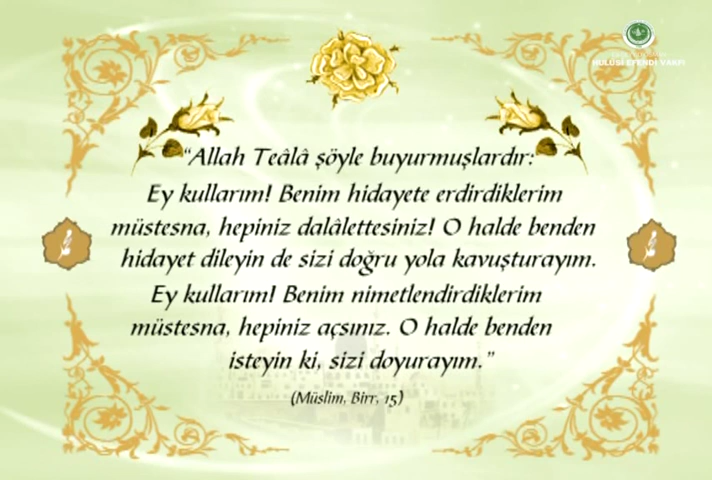 HULÛSİ EFENDİ VAKFI
"Allah Teâlâ şöyle buyurmuşlardır:
Ey kullarım! Benim hidayete erdirdiklerim
müstesna, hepiniz dalâlettesiniz! O halde benden
hidayet dileyin de sizi doğru yola kavuşturayım.
Ey kullarım! Benim nimetlendirdiklerim
müstesna, hepiniz açsınız. O halde benden
isteyin ki, sizi doyurayım."
(Müslim, Birr, 15)